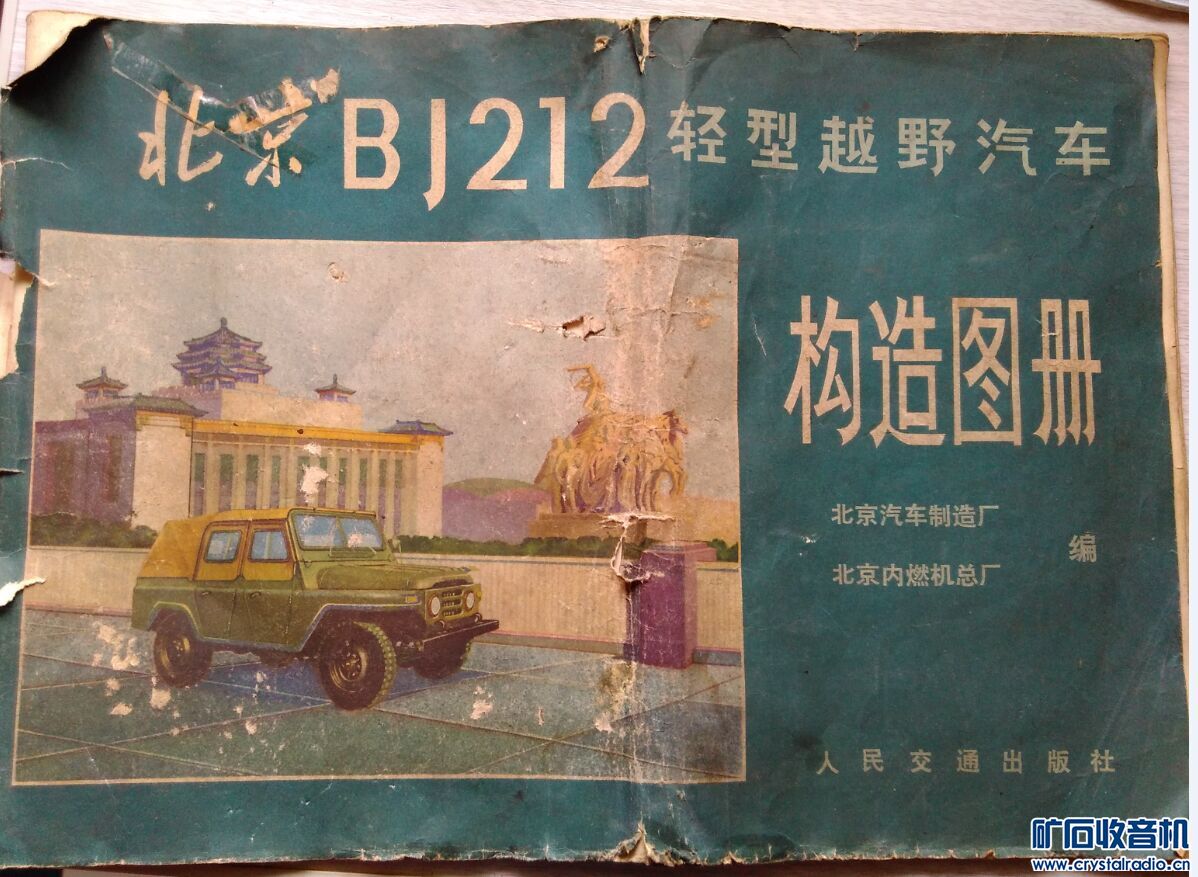 北京BJ212轻型越野汽车
构造图册
北京汽车制造厂
北京内燃机总厂
编
人民交通出版社
矿石收音机
www.crystalradio.cn